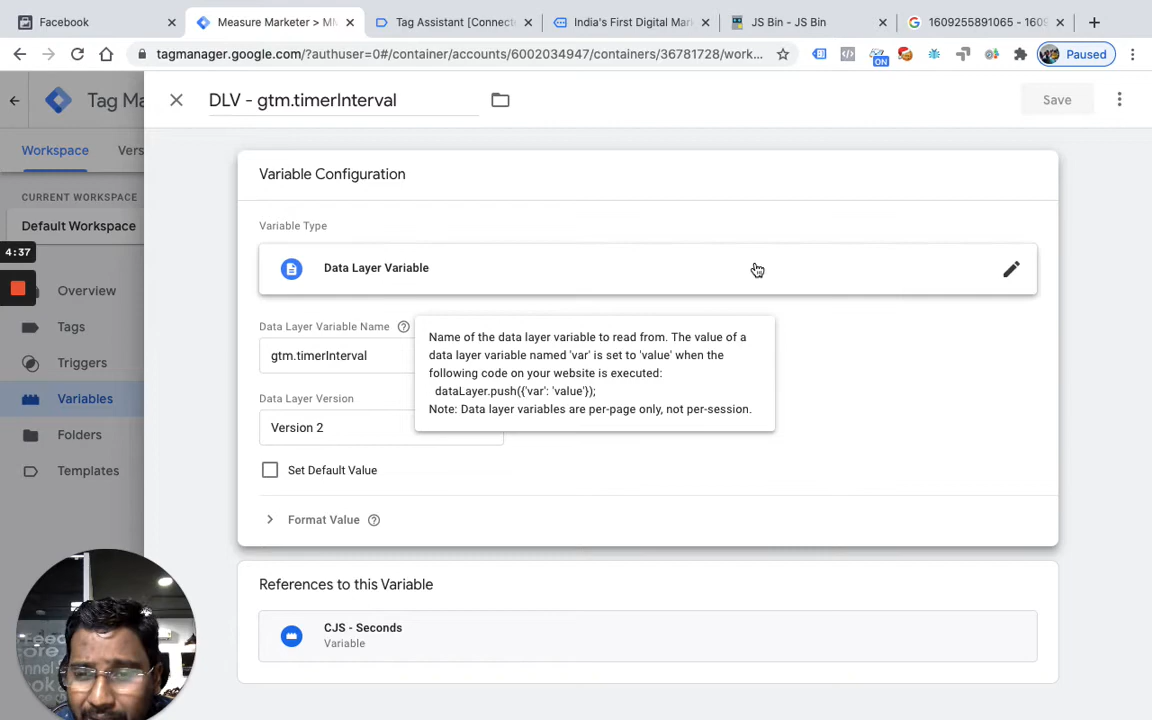 Facebook
Measure Marketer > MM
Tag Assistant [Connecte
India's First Digital Mar
JS Bin - JS Bin
1609255891065 - 1609
tagmanager.google.com/?authuser=0#/container/accounts/6002034947/containers/36781728/work...
ON
Paused
Tag Ma
DLV - gtm.timerInterval
Save
Workspace
Vers
CURRENT WORKSPACE
Default Workspace
4:37
Overview
Tags
Triggers
Variables
Folders
Templates
Variable Configuration
Variable Type
Data Layer Variable
Data Layer Variable Name
gtm.timerInterval
Name of the data layer variable to read from. The value of a
data layer variable named 'var' is set to 'value' when the
following code on your website is executed:
dataLayer.push({'var': 'value'});
Note: Data layer variables are per-page only, not per-session.
Data Layer Version
Version 2
Set Default Value
Format Value
References to this Variable
CJS - Seconds
Variable